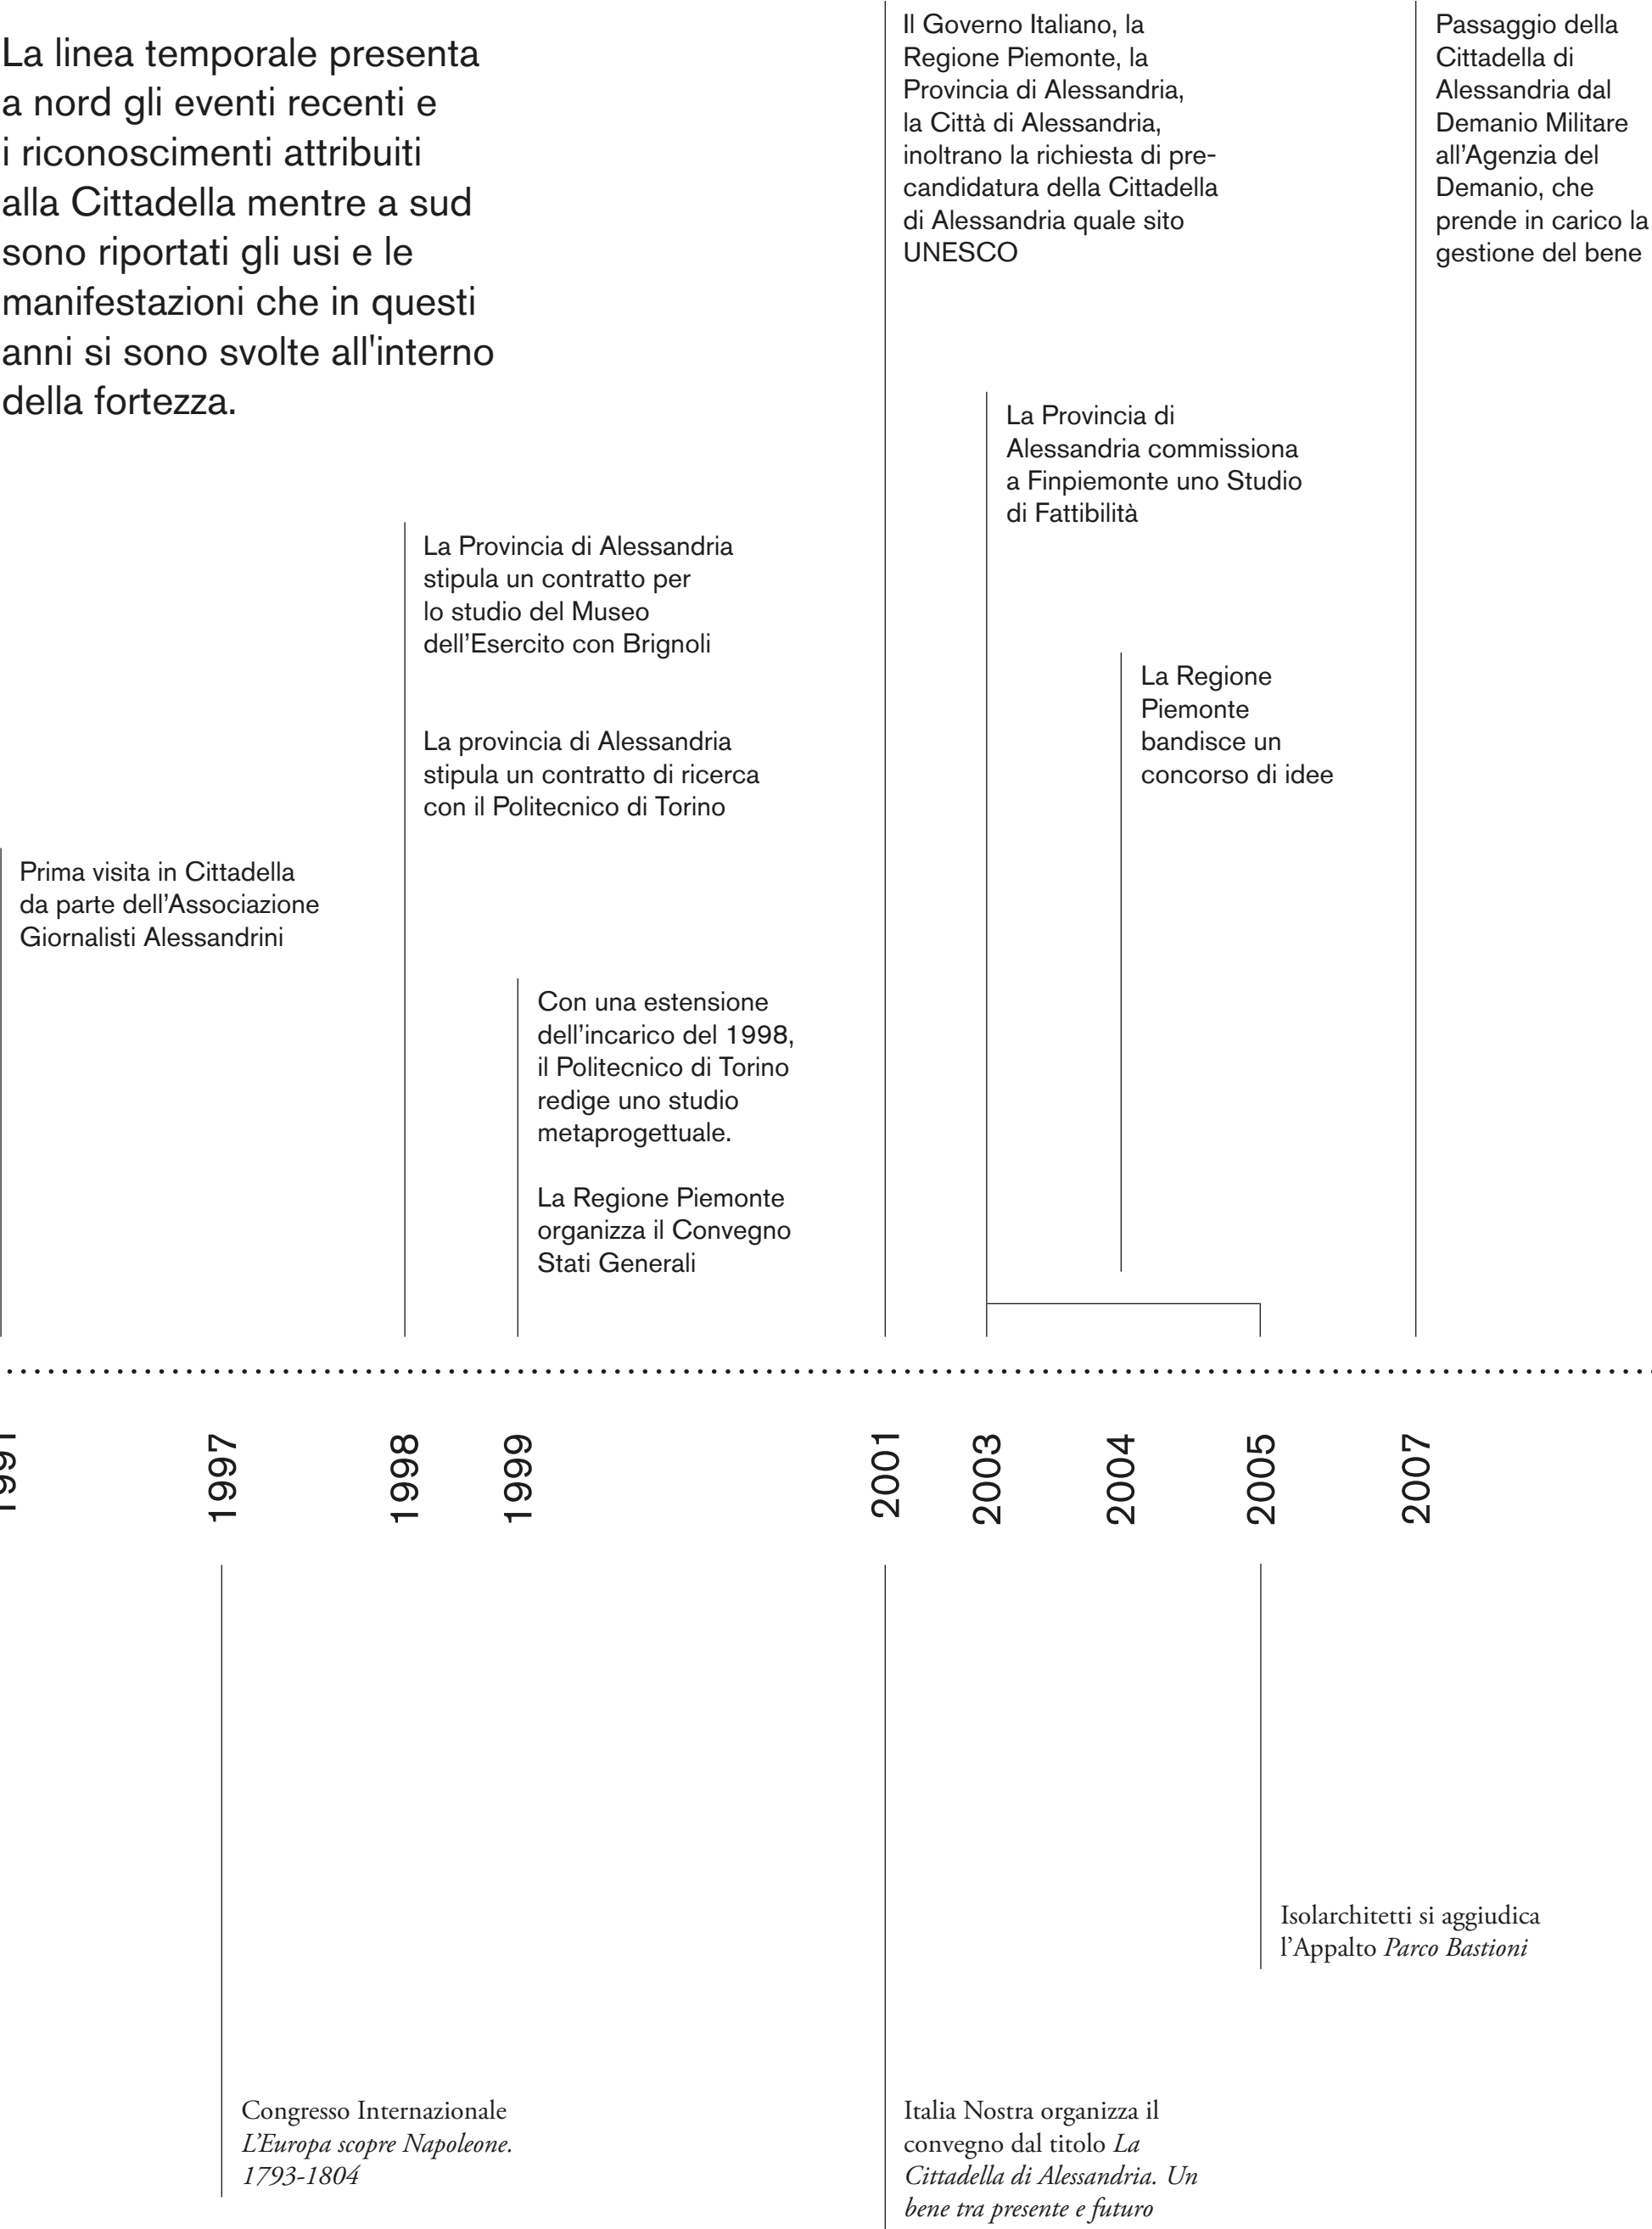 La linea temporale presenta
a nord gli eventi recenti e
i riconoscimenti attribuiti
alla Cittadella mentre a sud
sono riportati gli usi e le
manifestazioni che in questi
anni si sono svolte all'interno
della fortezza.
Il Governo Italiano, la
Regione Piemonte, la
Provincia di Alessandria,
la Città di Alessandria,
inoltrano la richiesta di pre-
candidatura della Cittadella
di Alessandria quale sito
UNESCO
Passaggio della
Cittadella di
Alessandria dal
Demanio Militare
all’Agenzia del
Demanio, che
prende in carico la
gestione del bene
La Provincia di
Alessandria commissiona
a Finpiemonte uno Studio
di Fattibilità
La Provincia di Alessandria
stipula un contratto per
lo studio del Museo
dell’Esercito con Brignoli
La provincia di Alessandria
stipula un contratto di ricerca
con il Politecnico di Torino
La Regione
Piemonte
bandisce un
concorso di idee
Prima visita in Cittadella
da parte dell’Associazione
Giornalisti Alessandrini
Con una estensione
dell’incarico del 1998,
il Politecnico di Torino
redige uno studio
metaprogettuale.
La Regione Piemonte
organizza il Convegno
Stati Generali
1991
1997
1998
1999
2001
2003
2004
2005
2007
Isolarchitetti si aggiudica
l’Appalto Parco Bastioni
Congresso Internazionale
L’Europa scopre Napoleone.
1793-1804
Italia Nostra organizza il
convegno dal titolo La
Cittadella di Alessandria. Un
bene tra presente e futuro